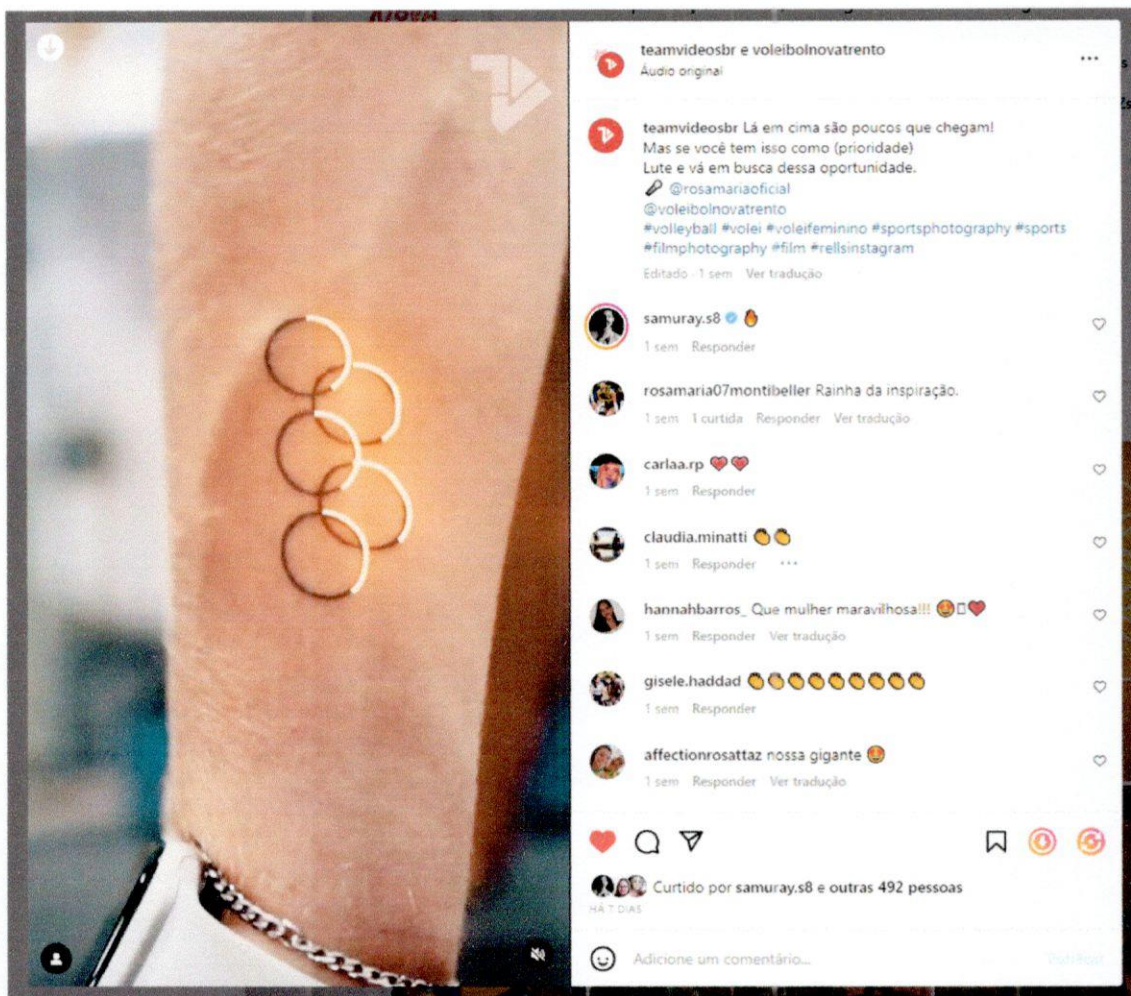 teamvideosbr e voleibolnovatrento
Áudio original
teamvideosbr Lá em cima são poucos que chegam!
Mas se você tem isso como (prioridade)
Lute e vá em busca dessa oportunidade.
🎤 @rosamariaoficial
@voleibolnovatrento
#volleyball #volei #voleifeminino #sportsphotography #sports
#filmphotography #film #rellsinstagram
Editado · 1 sem Ver tradução
samuray.s8 🔥
1 sem Responder
rosamaria07montibeller Rainha da inspiração.
1 sem 1 curtida Responder Ver tradução
carlaa.rp ❤️❤️
1 sem Responder
claudia.minatti 👏👏
1 sem Responder ...
hannahbarros_ Que mulher maravilhosa!!! 😍▯❤️
1 sem Responder Ver tradução
gisele.haddad 👏👏👏👏👏👏👏👏👏
1 sem Responder
affectionrosattaz nossa gigante 🤩
1 sem Responder Ver tradução
Curtido por samuray.s8 e outras 492 pessoas
HÁ 7 DIAS
Adicione um comentário...